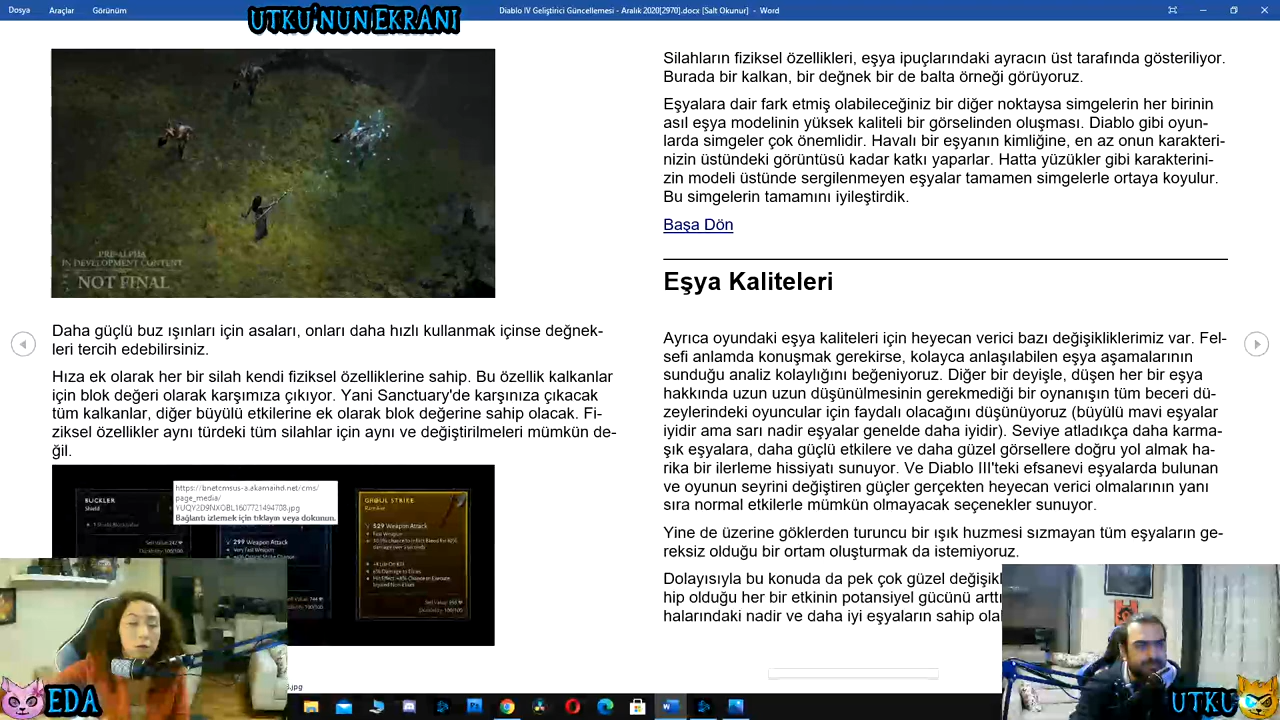 Dosya Araçlar Görünüm
UTKU'NUN EKRANI
Diablo IV Geliştirici Güncellemesi - Aralık 2020[2970].docx [Salt Okunur] - Word
PRE-ALPHA
IN DEVELOPMENT CONTENT
NOT FINAL
Daha güçlü buz ışınları için asaları, onları daha hızlı kullanmak içinse değnek-
leri tercih edebilirsiniz.
Hıza ek olarak her bir silah kendi fiziksel özelliklerine sahip. Bu özellik kalkanlar
için blok değeri olarak karşımıza çıkıyor. Yani Sanctuary'de karşınıza çıkacak
tüm kalkanlar, diğer büyülü etkilerine ek olarak blok değerine sahip olacak. Fi-
ziksel özellikler aynı türdeki tüm silahlar için aynı ve değiştirilmeleri mümkün de-
ğil.
BUCKLER
Shield
https://bnetcmsus-a.akamaihd.net/cms/
page_media/
YUQY2D9NXOBL1607721494708.jpg
Bağlantı izlemek için tıklayın veya dokunun.
299 Weapon Attack
Very Fast Weapon
GHOUL STRIKE
529 Weapon Attack
Fast Weapon
.jpg
EDA
Silahların fiziksel özellikleri, eşya ipuçlarındaki ayracın üst tarafında gösteriliyor.
Burada bir kalkan, bir değnek bir de balta örneği görüyoruz.
Eşyalara dair fark etmiş olabileceğiniz bir diğer noktaysa simgelerin her birinin
asıl eşya modelinin yüksek kaliteli bir görselinden oluşması. Diablo gibi oyun-
larda simgeler çok önemlidir. Havalı bir eşyanın kimliğine, en az onun karakteri-
nizin üstündeki görüntüsü kadar katkı yaparlar. Hatta yüzükler gibi karakterini-
zin modeli üstünde sergilenmeyen eşyalar tamamen simgelerle ortaya koyulur.
Bu simgelerin tamamını iyileştirdik.
Başa Dön
Eşya Kaliteleri
Ayrıca oyundaki eşya kaliteleri için heyecan verici bazı değişikliklerimiz var. Fel-
sefi anlamda konuşmak gerekirse, kolayca anlaşılabilen eşya aşamalarının
sunduğu analiz kolaylığını beğeniyoruz. Diğer bir deyişle, düşen her bir eşya
hakkında uzun uzun düşünülmesinin gerekmediği bir oynanışın tüm beceri dü-
zeylerindeki oyuncular için faydalı olacağını düşünüyoruz (büyülü mavi eşyalar
iyidir ama sarı nadir eşyalar genelde daha iyidir). Seviye atladıkça daha karma-
şık eşyalara, daha güçlü etkilere ve daha güzel görsellere doğru yol almak ha-
rika bir ilerleme hissiyatı sunuyor. Ve Diablo III'teki efsanevi eşyalarda bulunan
ve oyunun seyrini değiştiren güçler gerçekten heyecan verici olmalarının yanı
sıra normal etkilerle mümkün olmayacak seçenekler sunuyor.
Yine de üzerine gökten bir turuncu bir ışık hüzmesi sızmayan tüm eşyaların ge-
reksiz olduğu bir ortam oluşturmak da istemiyoruz.
Dolayısıyla bu konuda da pek çok güzel değişikl
hip olduğu her bir etkinin potansiyel gücünü arttı
halarındaki nadir ve daha iyi eşyaların sahip ola
UTKU